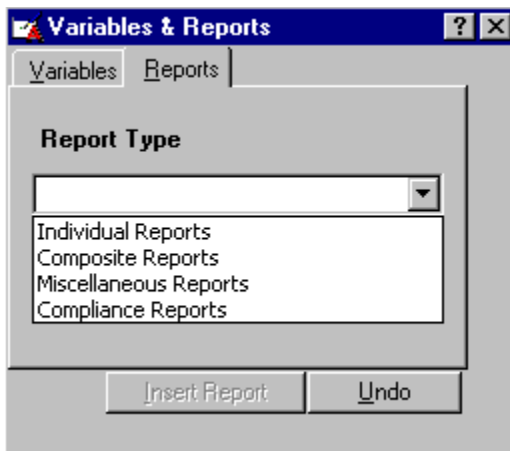 Variables & Reports
Variables Reports
Report Type
Individual Reports
Composite Reports
Miscellaneous Reports
Compliance Reports
Insert Report Undo